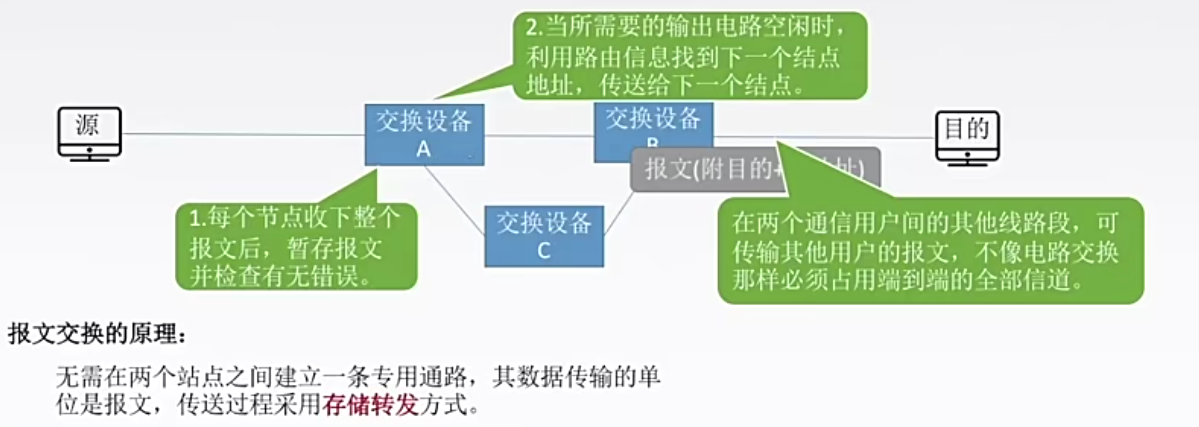 2.当所需要的输出电路空闲时，
利用路由信息找到下一个结点
地址，传送给下一个结点。
源
交换设备
A
交换设备
B
目的
报文(附目的+
址)
1.每个节点收下整个
报文后，暂存报文
并检查有无错误。
交换设备
C
在两个通信用户间的其他线路段，可
传输其他用户的报文，不像电路交换
那样必须占用端到端的全部信道。
报文交换的原理：
无需在两个站点之间建立一条专用通路，其数据传输的单
位是报文，传送过程采用存储转发方式。